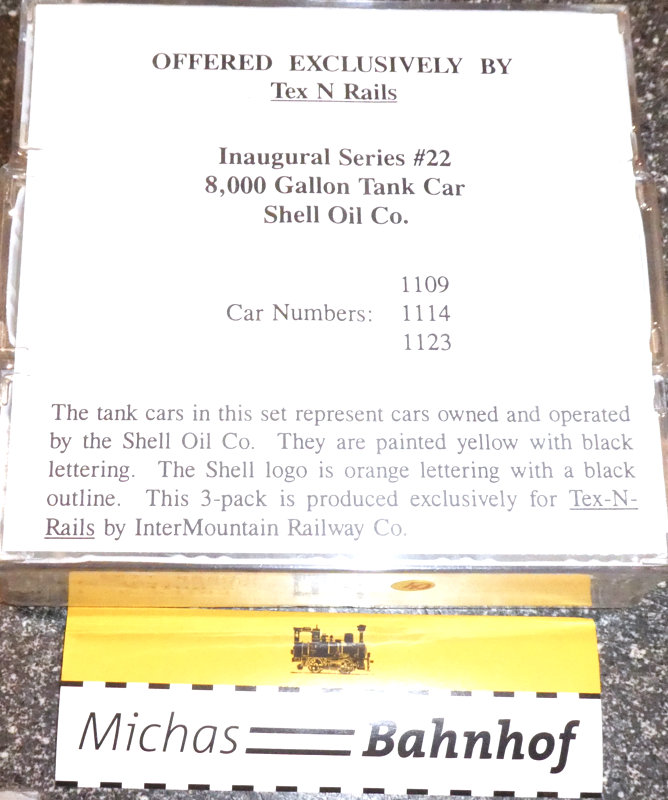 OFFERED EXCLUSIVELY BY
Tex N Rails
Inaugural Series #22
8,000 Gallon Tank Car
Shell Oil Co.
1109
Car Numbers: 1114
1123
The tank cars in this set represent cars owned and operated
by the Shell Oil Co. They are painted yellow with black
lettering. The Shell logo is orange lettering with a black
outline. This 3-pack is produced exclusively for Tex-N-
Rails by InterMountain Railway Co.
Michas Bahnhof